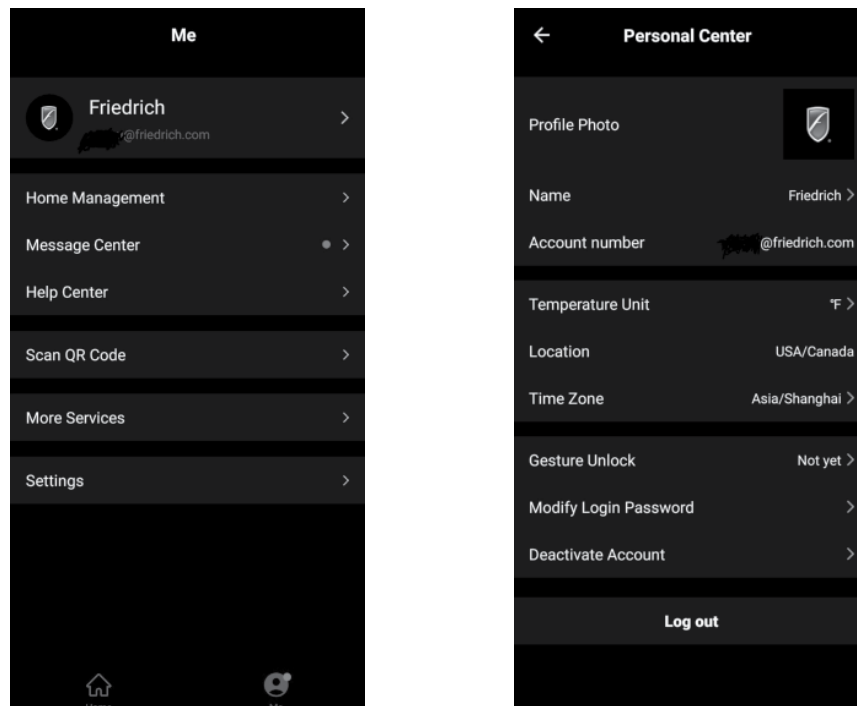 Me
Friedrich
@friedrich.com
Home Management
Message Center
Help Center
Scan QR Code
More Services
Settings
Personal Center
Profile Photo
Name Friedrich
Account number @friedrich.com
Temperature Unit °F
Location USA/Canada
Time Zone Asia/Shanghai
Gesture Unlock Not yet
Modify Login Password
Deactivate Account
Log out